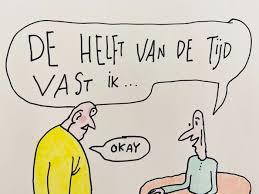 DE HELFT VAN DE TIJD
VAST IK...
OKAY